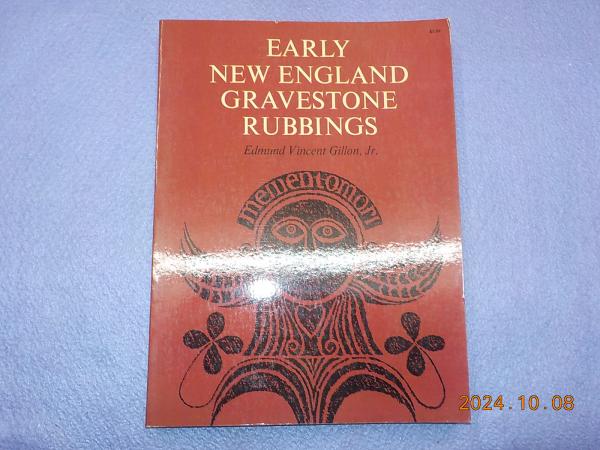 EARLY
NEW ENGLAND
GRAVESTONE
RUBBINGS
Edmund Vincent Gillon, Jr.
mementomori
2024.10.08